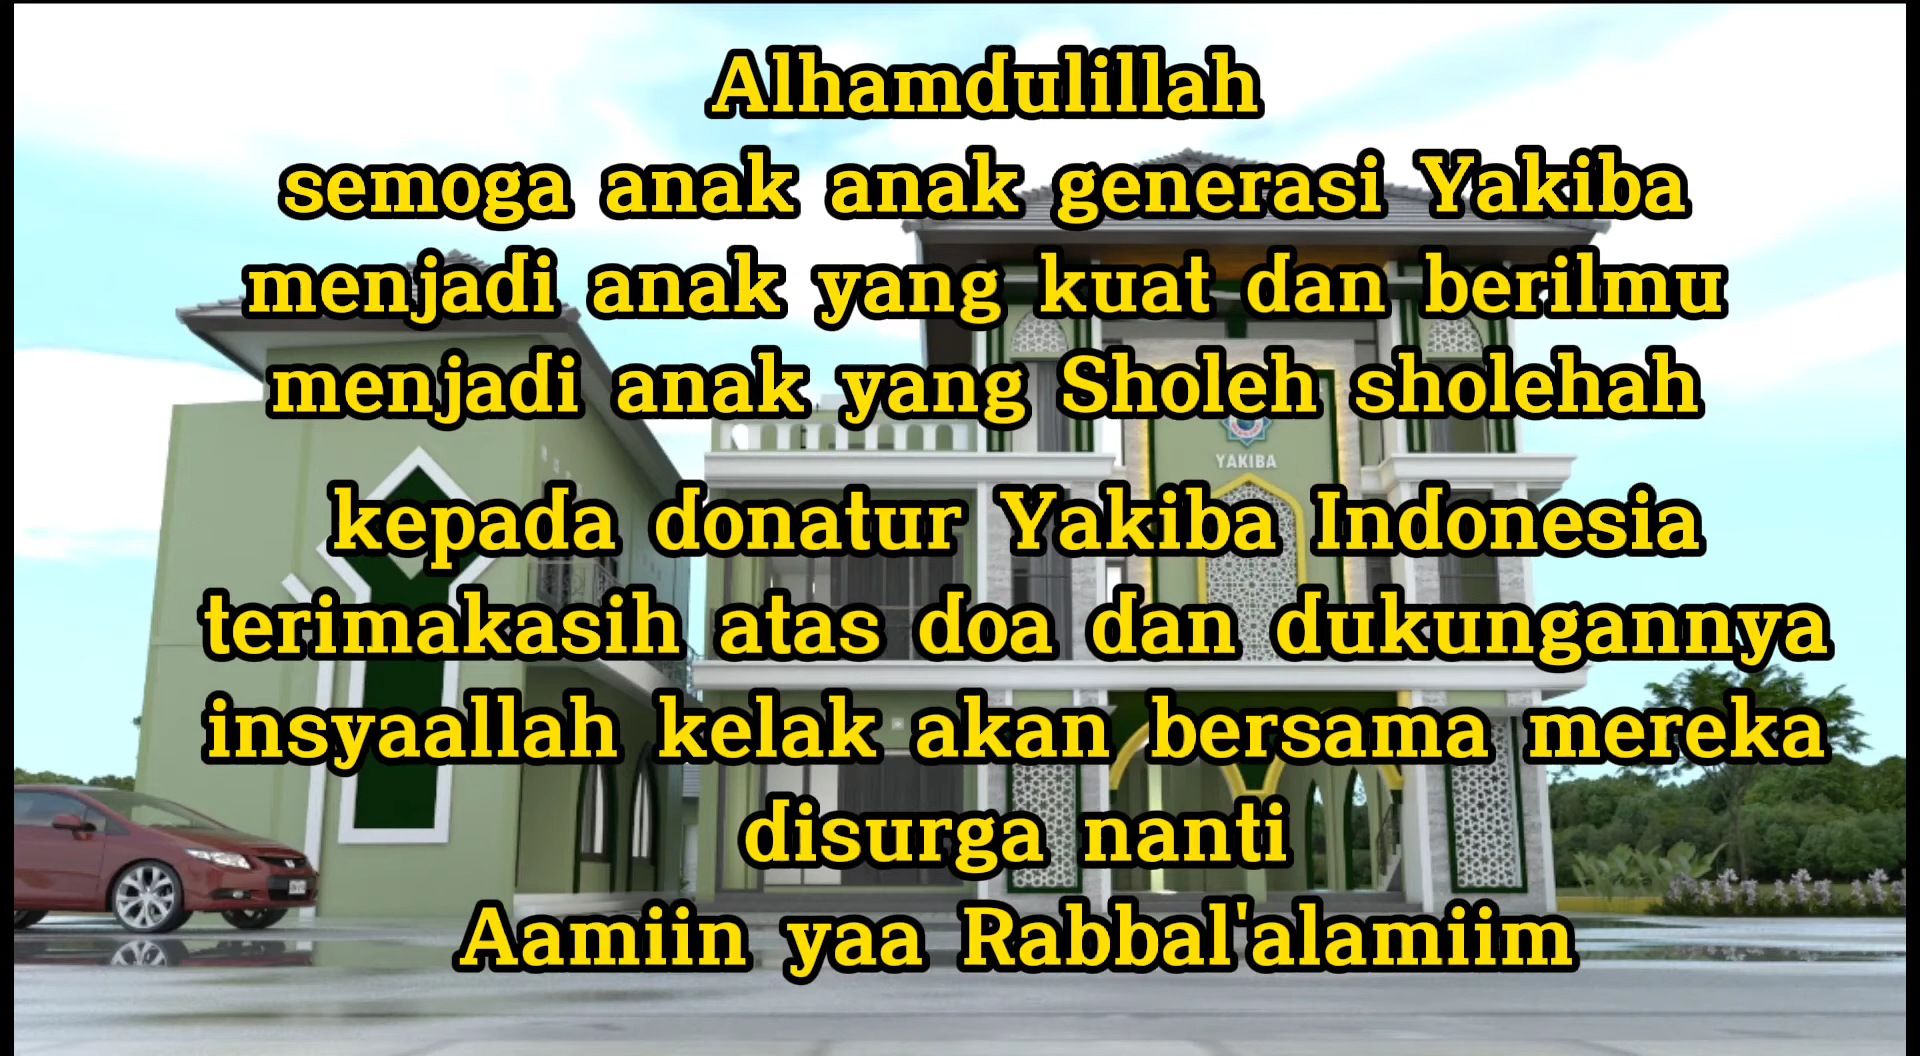 Alhamdulillah
semoga anak anak generasi Yakiba
menjadi anak yang kuat dan berilmu
menjadi anak yang Sholeh sholehah
YAKIBA
kepada donatur Yakiba Indonesia
terimakasih atas doa dan dukungannya
insyaallah kelak akan bersama mereka
disurga nanti
Aamiin yaa Rabbal'alamiim